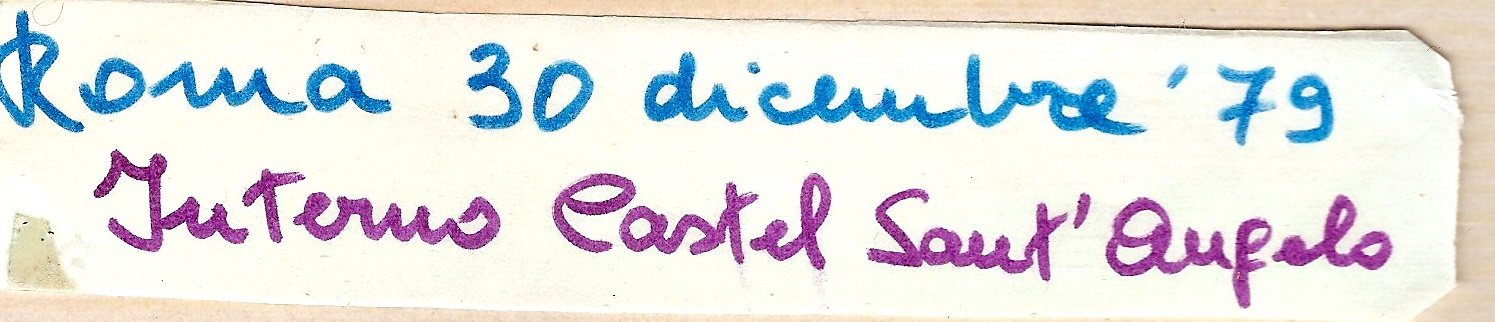 Roma 30 dicembre '79
Interno Castel Sant'Angelo